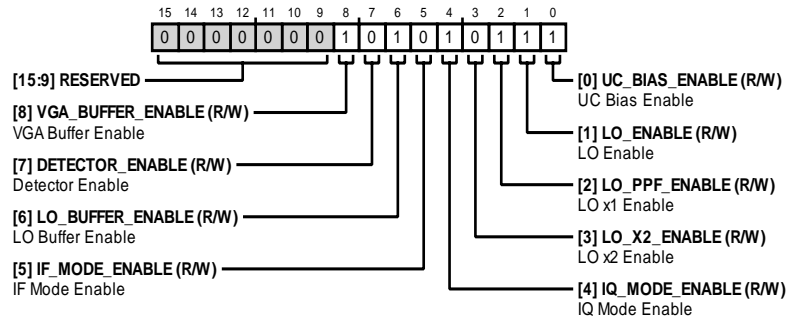 15 14 13 12 11 10 9 8 7 6 5 4 3 2 1 0
0 0 0 0 0 0 0 1 0 1 0 1 0 1 1 1
[15:9] RESERVED
[8] VGA_BUFFER_ENABLE (R/W)
VGA Buffer Enable
[7] DETECTOR_ENABLE (R/W)
Detector Enable
[6] LO_BUFFER_ENABLE (R/W)
LO Buffer Enable
[5] IF_MODE_ENABLE (R/W)
IF Mode Enable
[0] UC_BIAS_ENABLE (R/W)
UC Bias Enable
[1] LO_ENABLE (R/W)
LO Enable
[2] LO_PPF_ENABLE (R/W)
LO x1 Enable
[3] LO_X2_ENABLE (R/W)
LO x2 Enable
[4] IQ_MODE_ENABLE (R/W)
IQ Mode Enable